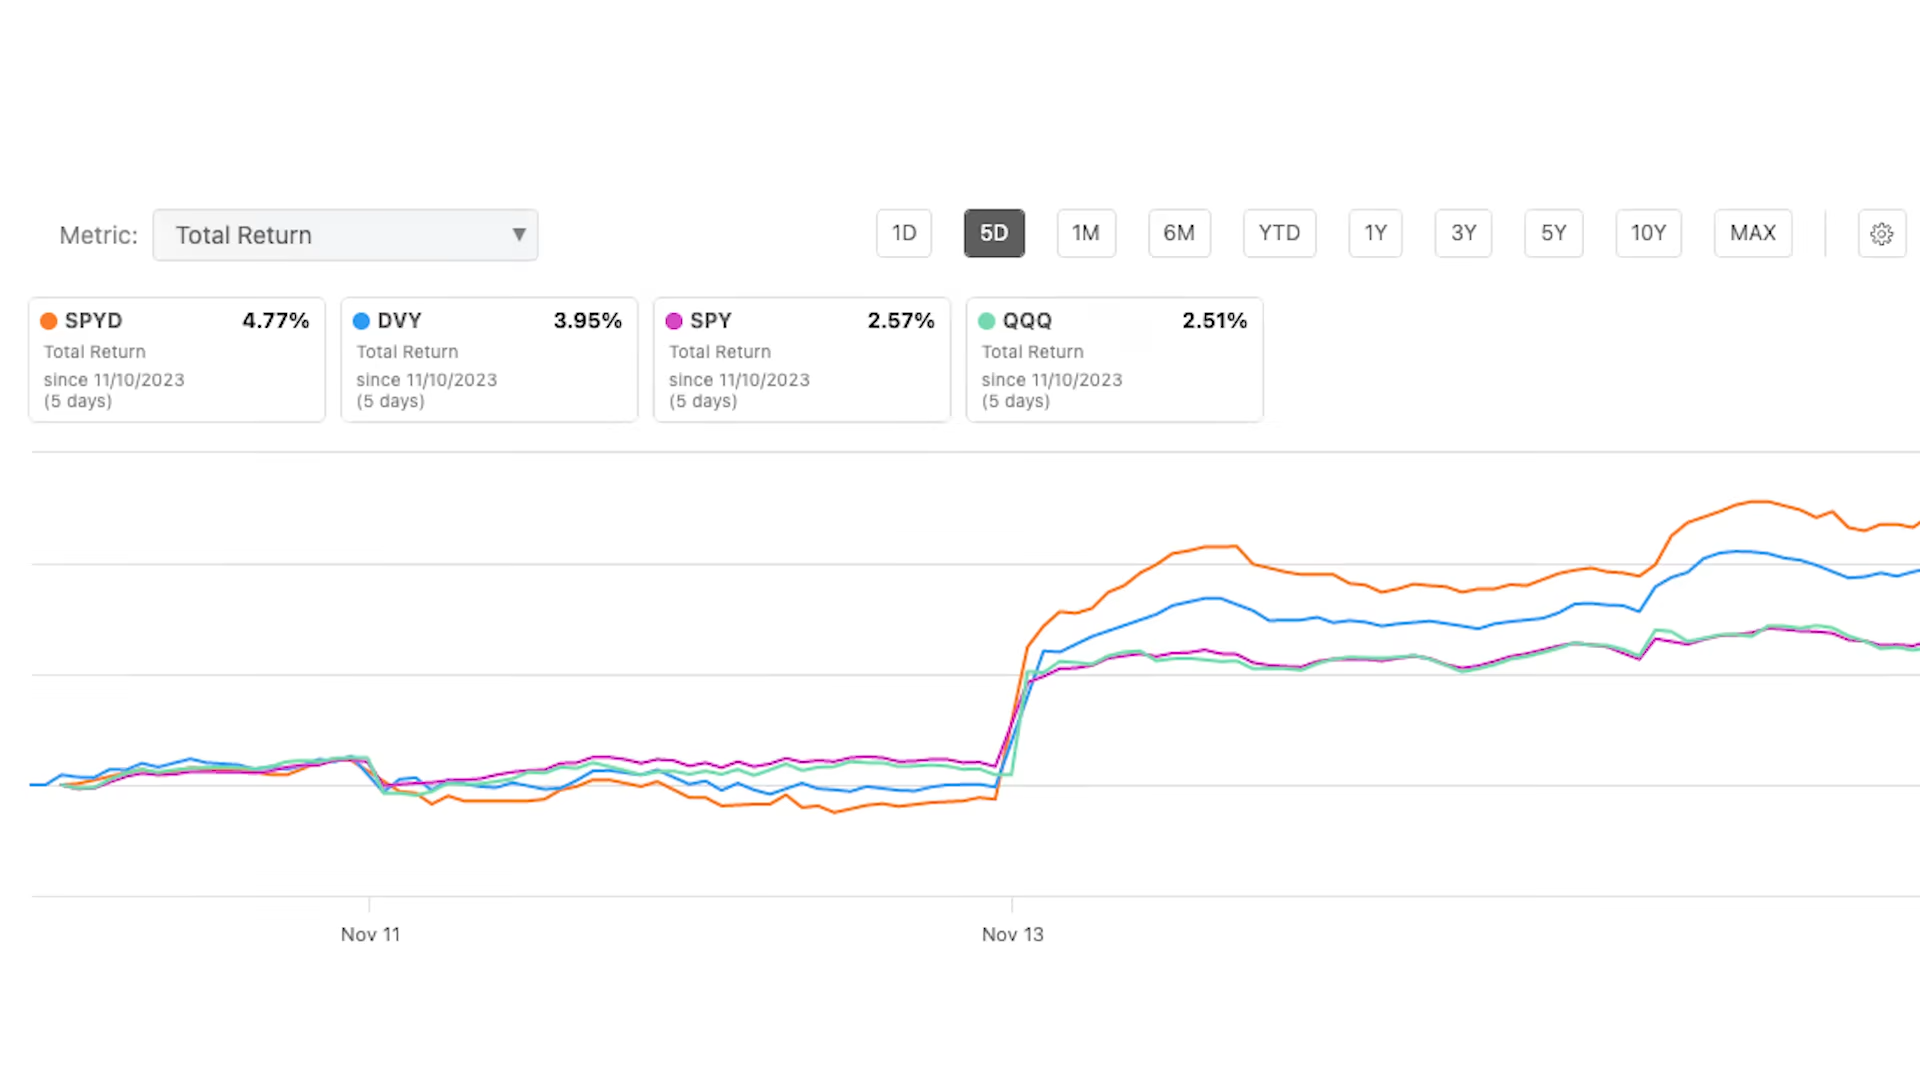 Metric: Total Return ▼ 1D 5D 1M 6M YTD 1Y 3Y 5Y 10Y MAX
SPYD 4.77%
Total Return
since 11/10/2023
(5 days)
DVY 3.95%
Total Return
since 11/10/2023
(5 days)
SPY 2.57%
Total Return
since 11/10/2023
(5 days)
QQQ 2.51%
Total Return
since 11/10/2023
(5 days)
Nov 11 Nov 13